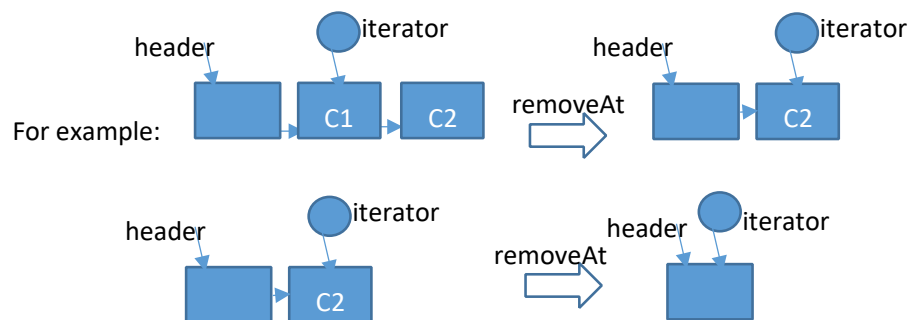 iterator
header
iterator
header
C1
C2
removeAt
C2
For example:
iterator
header
iterator
header
removeAt
C2